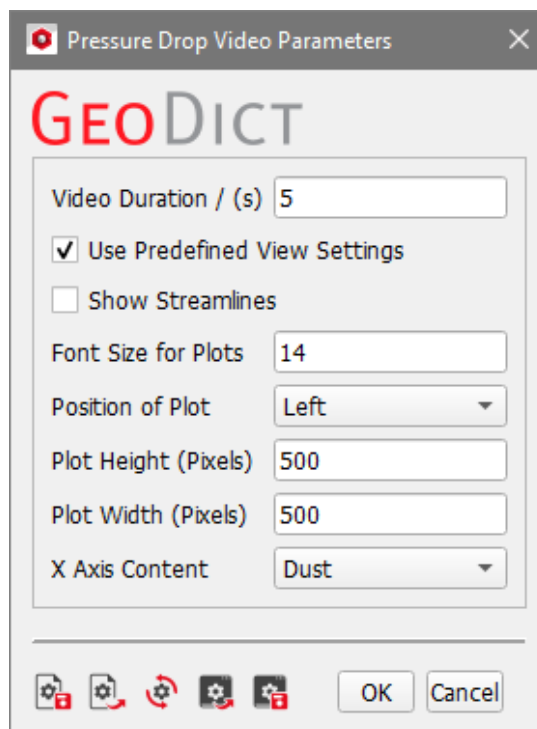 Pressure Drop Video Parameters
GEODICT
Video Duration / (s) 5
Use Predefined View Settings
Show Streamlines
Font Size for Plots 14
Position of Plot Left
Plot Height (Pixels) 500
Plot Width (Pixels) 500
X Axis Content Dust
OK Cancel